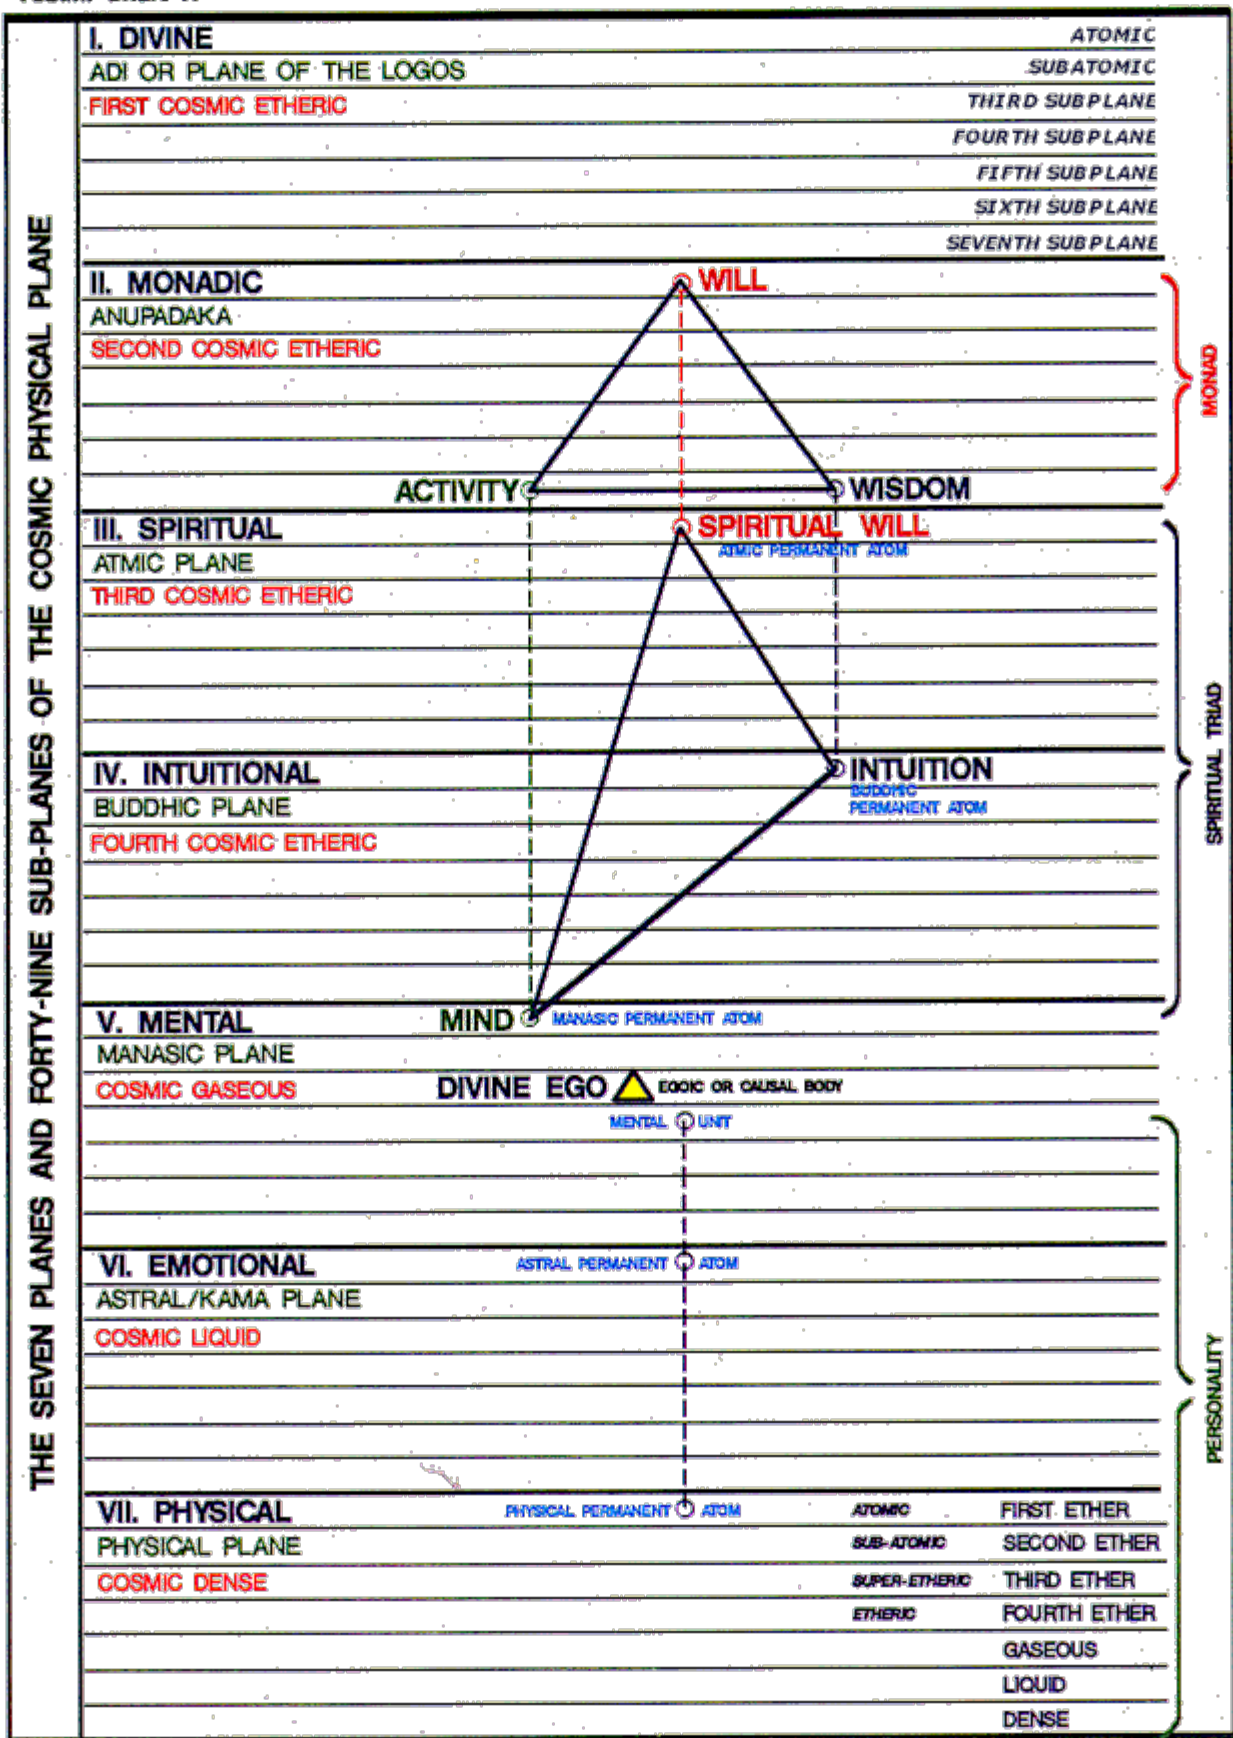 THE SEVEN PLANES AND FORTY-NINE SUB-PLANES OF THE COSMIC PHYSICAL PLANE
I. DIVINE
ATOMIC
ADI OR PLANE OF THE LOGOS
SUBATOMIC
FIRST COSMIC ETHERIC
THIRD SUBPLANE
FOURTH SUBPLANE
FIFTH SUBPLANE
SIXTH SUBPLANE
SEVENTH SUBPLANE
II. MONADIC
WILL
ANUPADAKA
SECOND COSMIC ETHERIC
MONAD
ACTIVITY
WISDOM
III. SPIRITUAL
SPIRITUAL WILL
ATMIC PERMANENT ATOM
ATMIC PLANE
THIRD COSMIC ETHERIC
SPIRITUAL TRIAD
IV. INTUITIONAL
INTUITION
BUDDHIC
PERMANENT ATOM
BUDDHIC PLANE
FOURTH COSMIC ETHERIC
V. MENTAL
MIND
MANASIC PERMANENT ATOM
MANASIC PLANE
COSMIC GASEOUS
DIVINE EGO
EGOIC OR CAUSAL BODY
MENTAL UNIT
VI. EMOTIONAL
ASTRAL PERMANENT ATOM
ASTRAL/KAMA PLANE
COSMIC LIQUID
PERSONALITY
VII. PHYSICAL
PHYSICAL PERMANENT ATOM
ATOMIC FIRST ETHER
PHYSICAL PLANE
SUB-ATOMIC SECOND ETHER
COSMIC DENSE
SUPER-ETHERIC THIRD ETHER
ETHERIC FOURTH ETHER
GASEOUS
LIQUID
DENSE